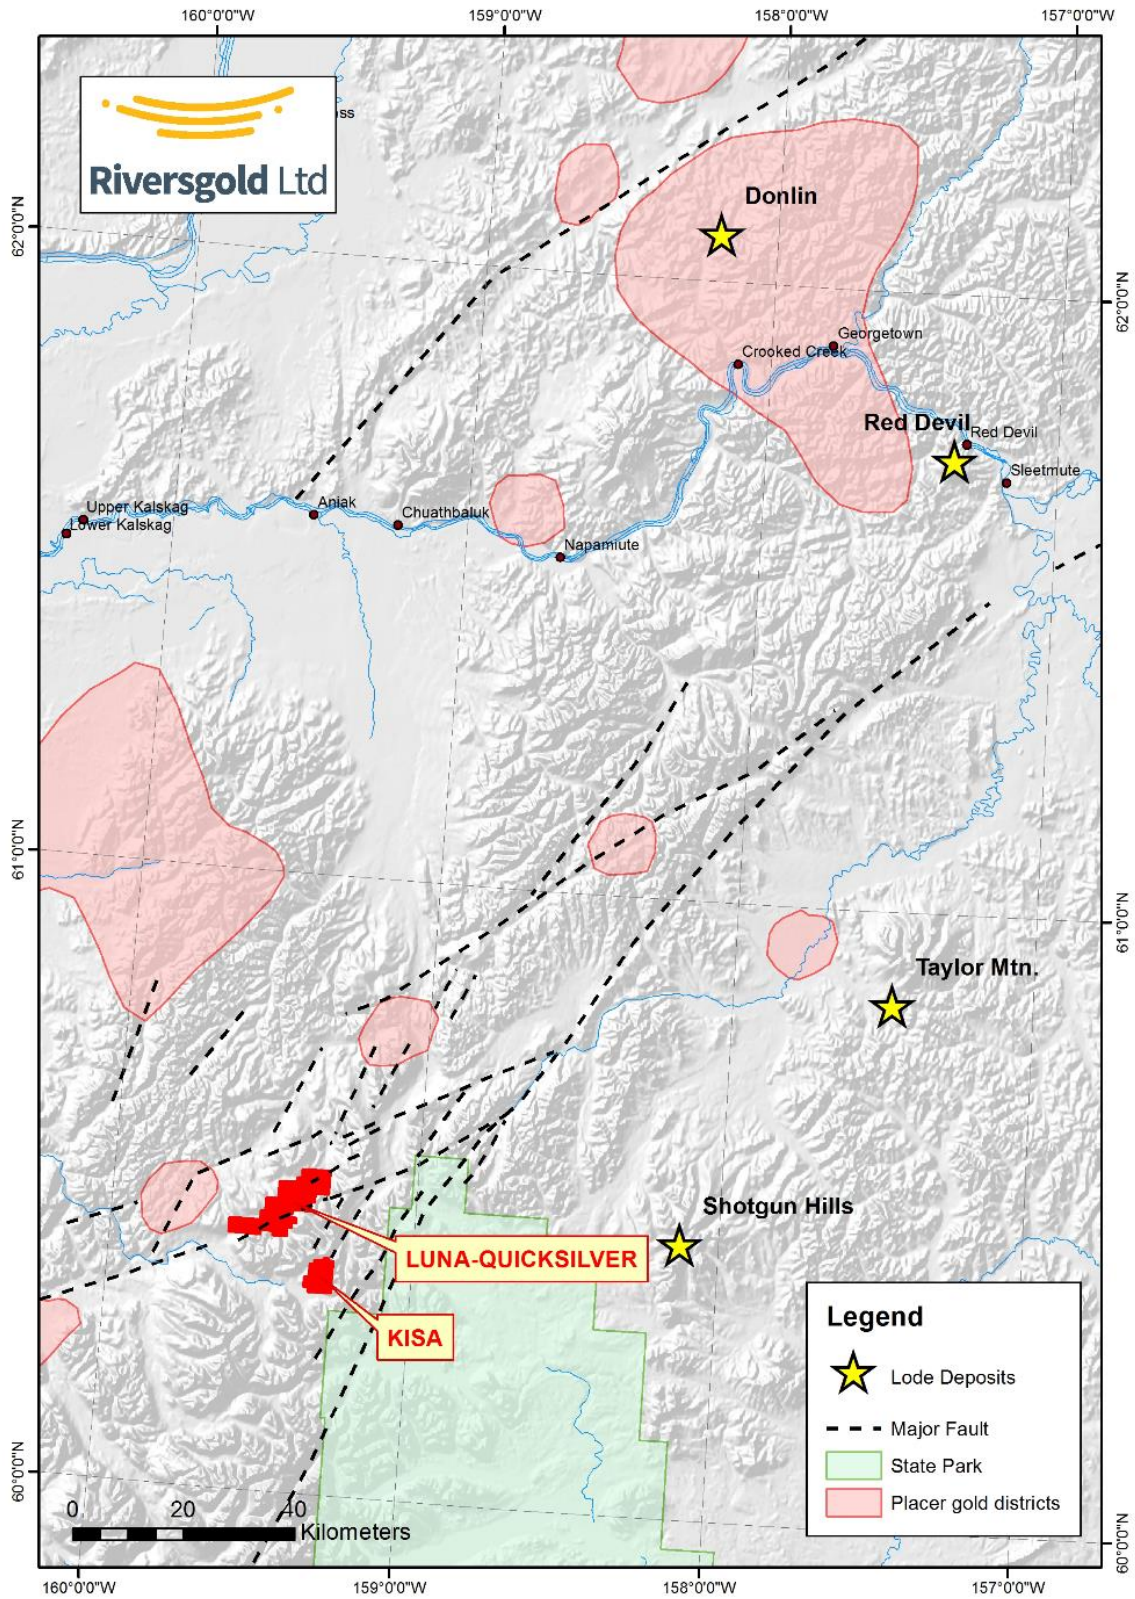 160°0'0"W
159°0'0"W
158°0'0"W
157°0'0"W
ss
Riversgold Ltd
62°0'0"N
Donlin
62°0'0"N
Georgetown
Crooked Creek
Red Devil
Red Devil
Sleetmute
Upper Kalskag
Lower Kalskag
Aniak
Chuathbaluk
Napamiute
61°0'0"N
61°0'0"N
Taylor Mtn.
Shotgun Hills
LUNA-QUICKSILVER
KISA
Legend
Lode Deposits
Major Fault
State Park
Placer gold districts
60°0'0"N
60°0'0"N
0 20 40
Kilometers
160°0'0"W
159°0'0"W
158°0'0"W
157°0'0"W